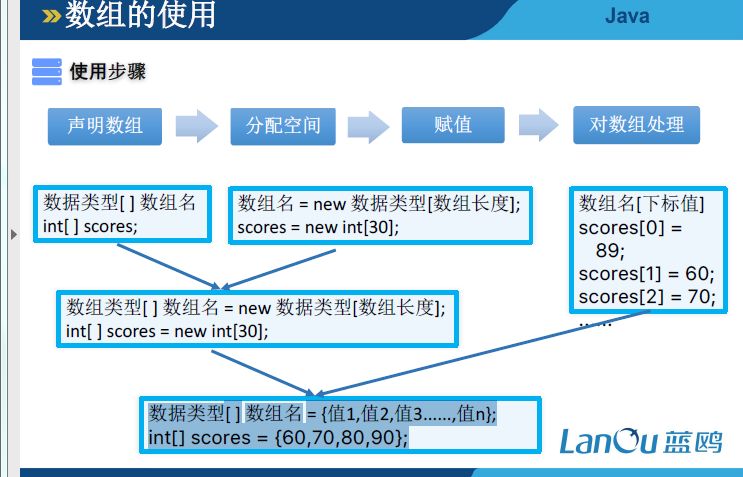 数组的使用
Java
使用步骤
声明数组
分配空间
赋值
对数组处理
数据类型[ ] 数组名
int[ ] scores;
数组名 = new 数据类型[数组长度];
scores = new int[30];
数组名[下标值]
scores[0] =
89;
scores[1] = 60;
scores[2] = 70;
……
数组类型[ ] 数组名 = new 数据类型[数组长度];
int[ ] scores = new int[30];
数据类型[ ] 数组名 = {值1,值2,值3……,值n};
int[] scores = {60,70,80,90};
LanOu 蓝鸥